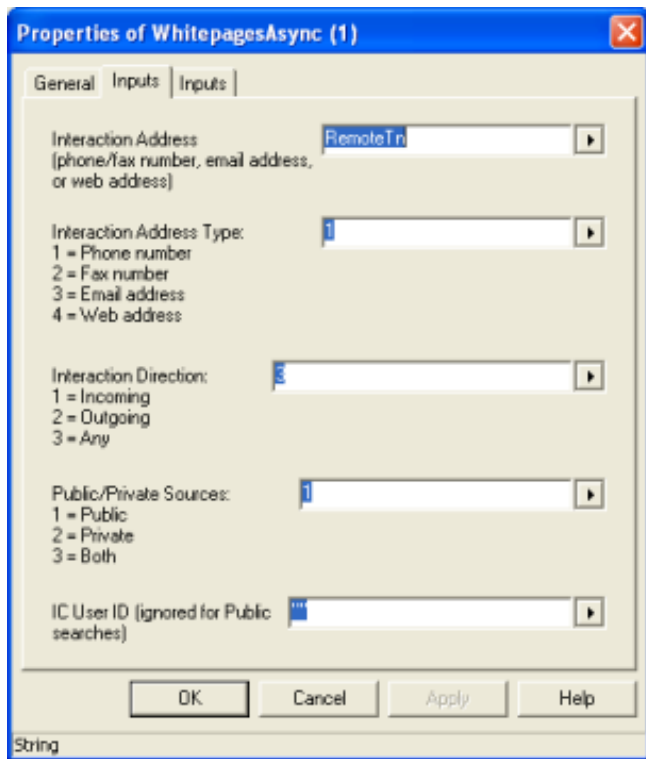 Properties of WhitepagesAsync (1)
General Inputs Inputs
Interaction Address RemoteTn
(phone/fax number, email address,
or web address)
Interaction Address Type: 1
1 = Phone number
2 = Fax number
3 = Email address
4 = Web address
Interaction Direction: 3
1 = Incoming
2 = Outgoing
3 = Any
Public/Private Sources: 1
1 = Public
2 = Private
3 = Both
IC User ID (ignored for Public ""
searches)
OK Cancel Apply Help
String